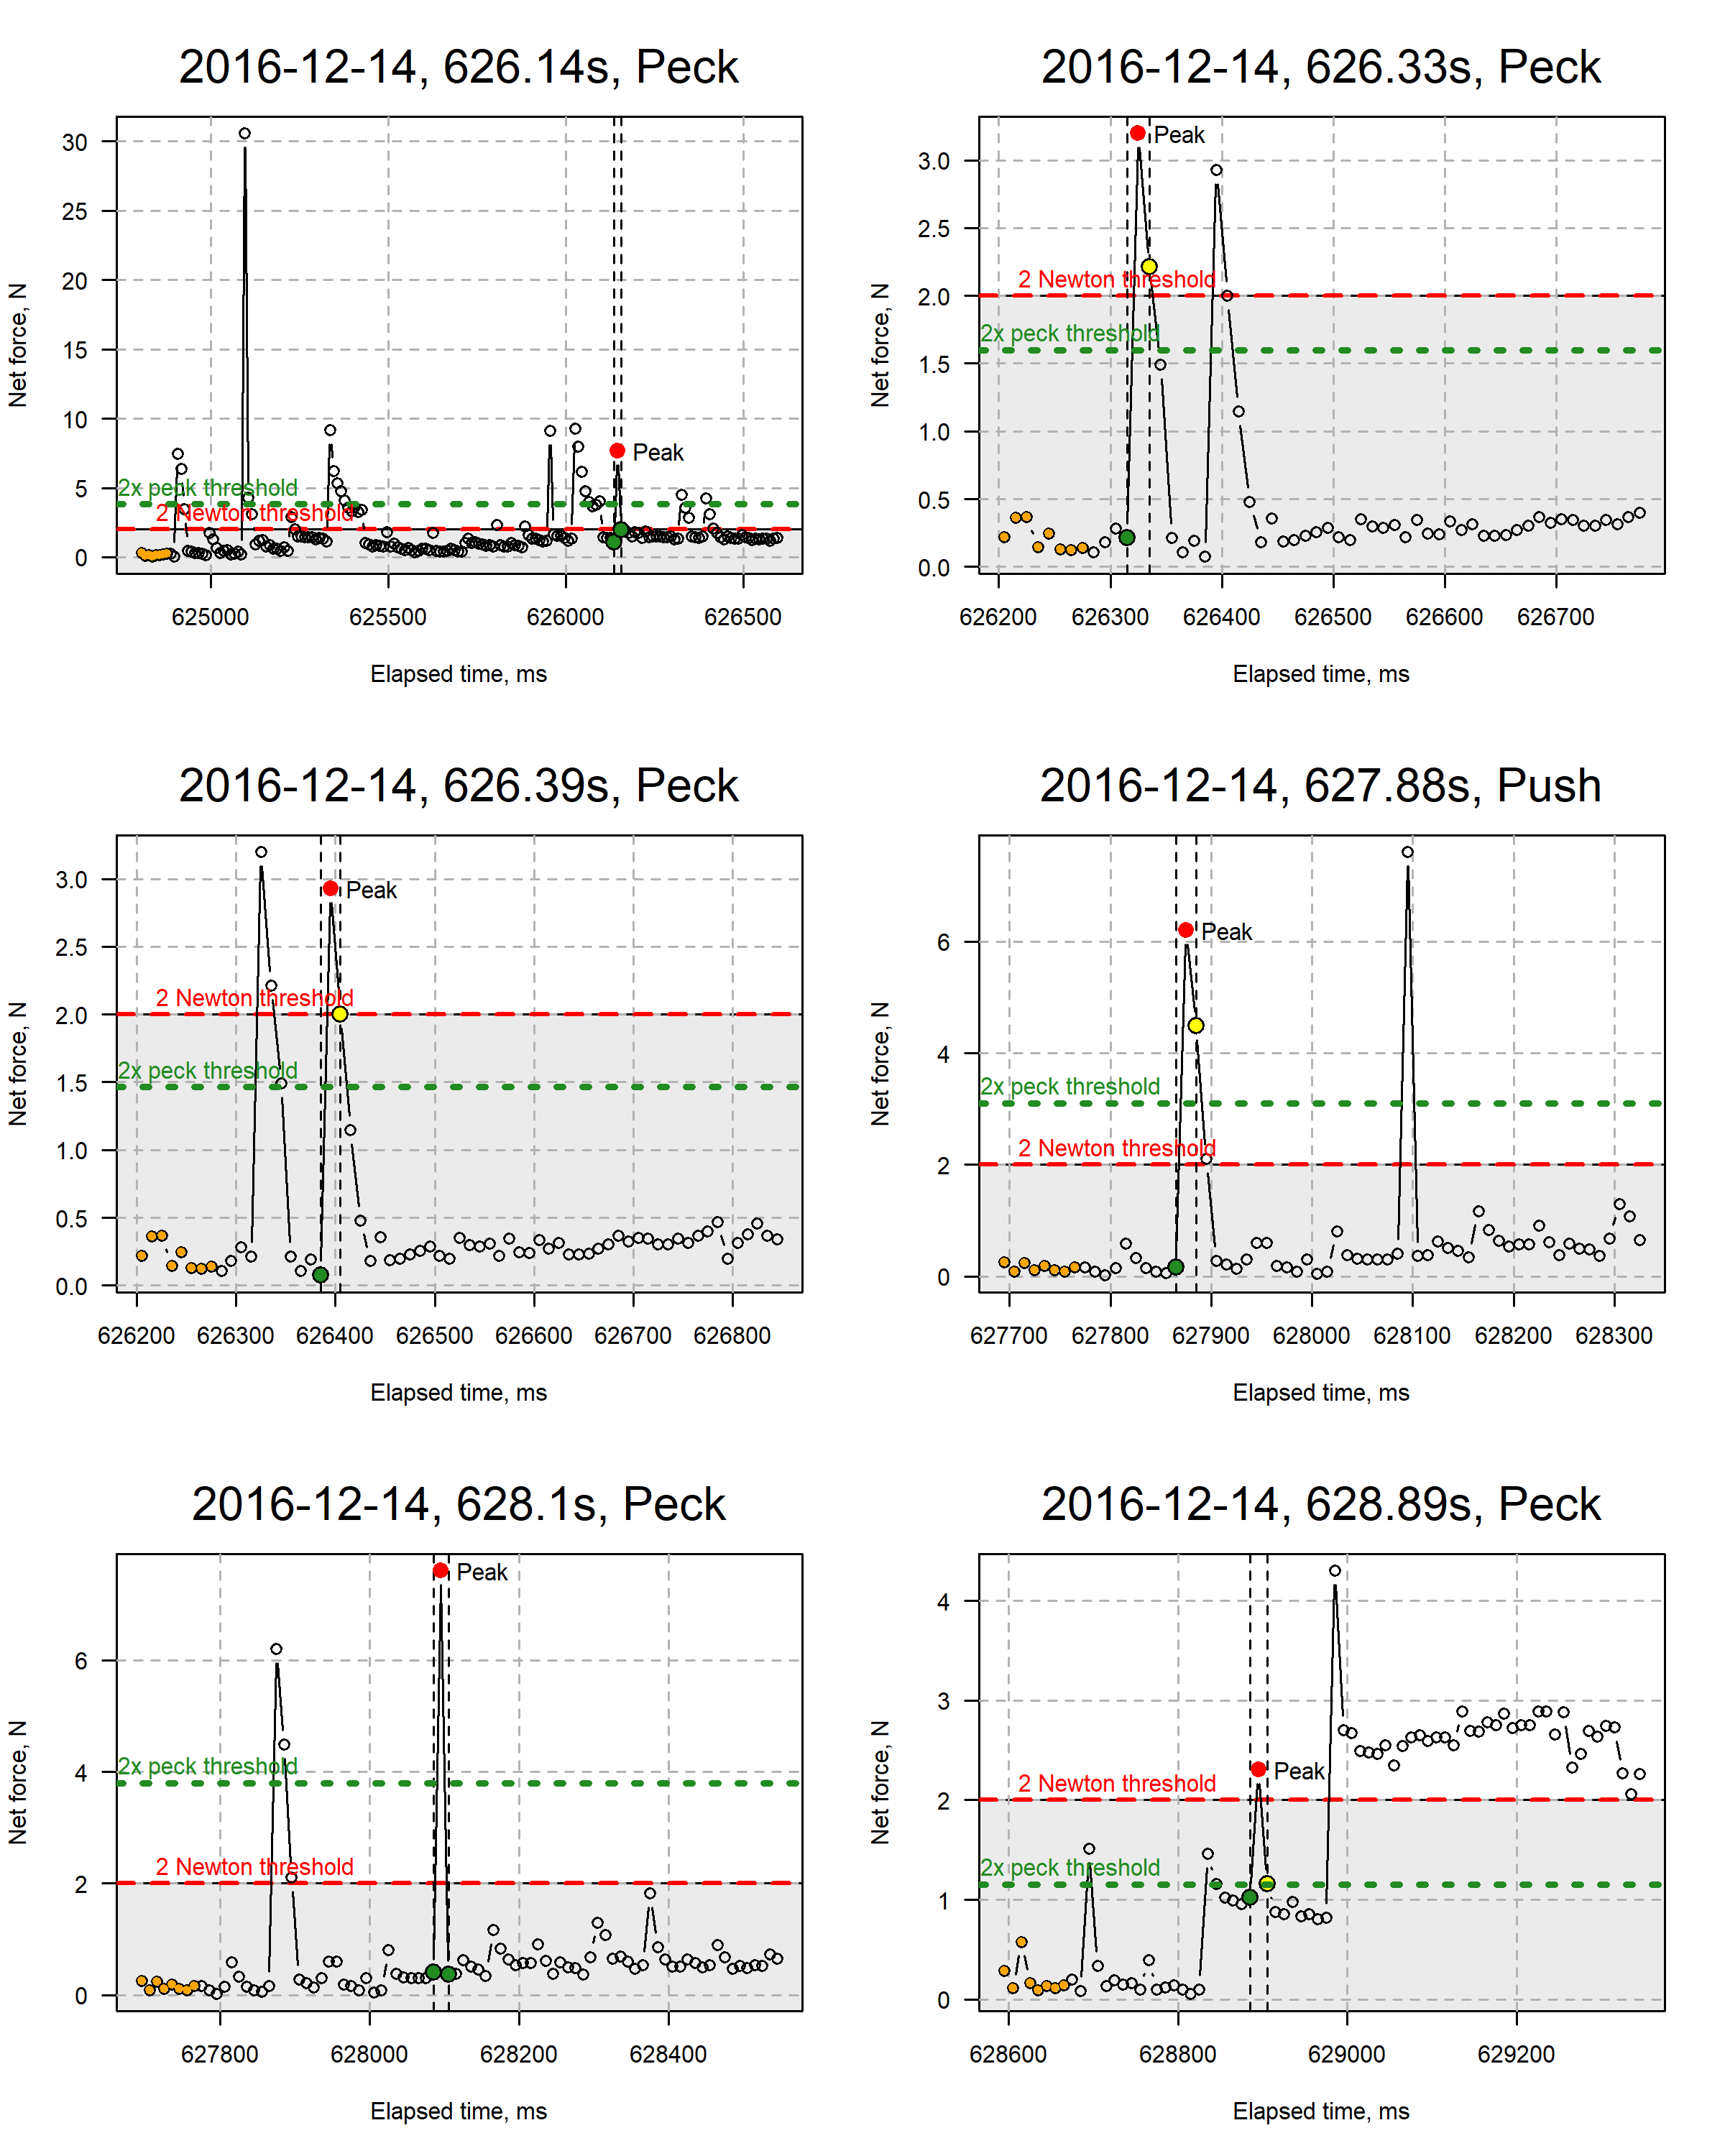 2016-12-14, 626.14s, Peck
30
25
20
15
10
5
0
Net force, N
Peak
2x peck threshold
2 Newton threshold
625000 625500 626000 626500
Elapsed time, ms
2016-12-14, 626.33s, Peck
3.0
2.5
2.0
1.5
1.0
0.5
0.0
Net force, N
Peak
2 Newton threshold
2x peck threshold
626200 626300 626400 626500 626600 626700
Elapsed time, ms
2016-12-14, 626.39s, Peck
3.0
2.5
2.0
1.5
1.0
0.5
0.0
Net force, N
Peak
2 Newton threshold
2x peck threshold
626200 626300 626400 626500 626600 626700 626800
Elapsed time, ms
2016-12-14, 627.88s, Push
6
4
2
0
Net force, N
Peak
2x peck threshold
2 Newton threshold
627700 627800 627900 628000 628100 628200 628300
Elapsed time, ms
2016-12-14, 628.1s, Peck
6
4
2
0
Net force, N
Peak
2x peck threshold
2 Newton threshold
627800 628000 628200 628400
Elapsed time, ms
2016-12-14, 628.89s, Peck
4
3
2
1
0
Net force, N
Peak
2 Newton threshold
2x peck threshold
628600 628800 629000 629200
Elapsed time, ms